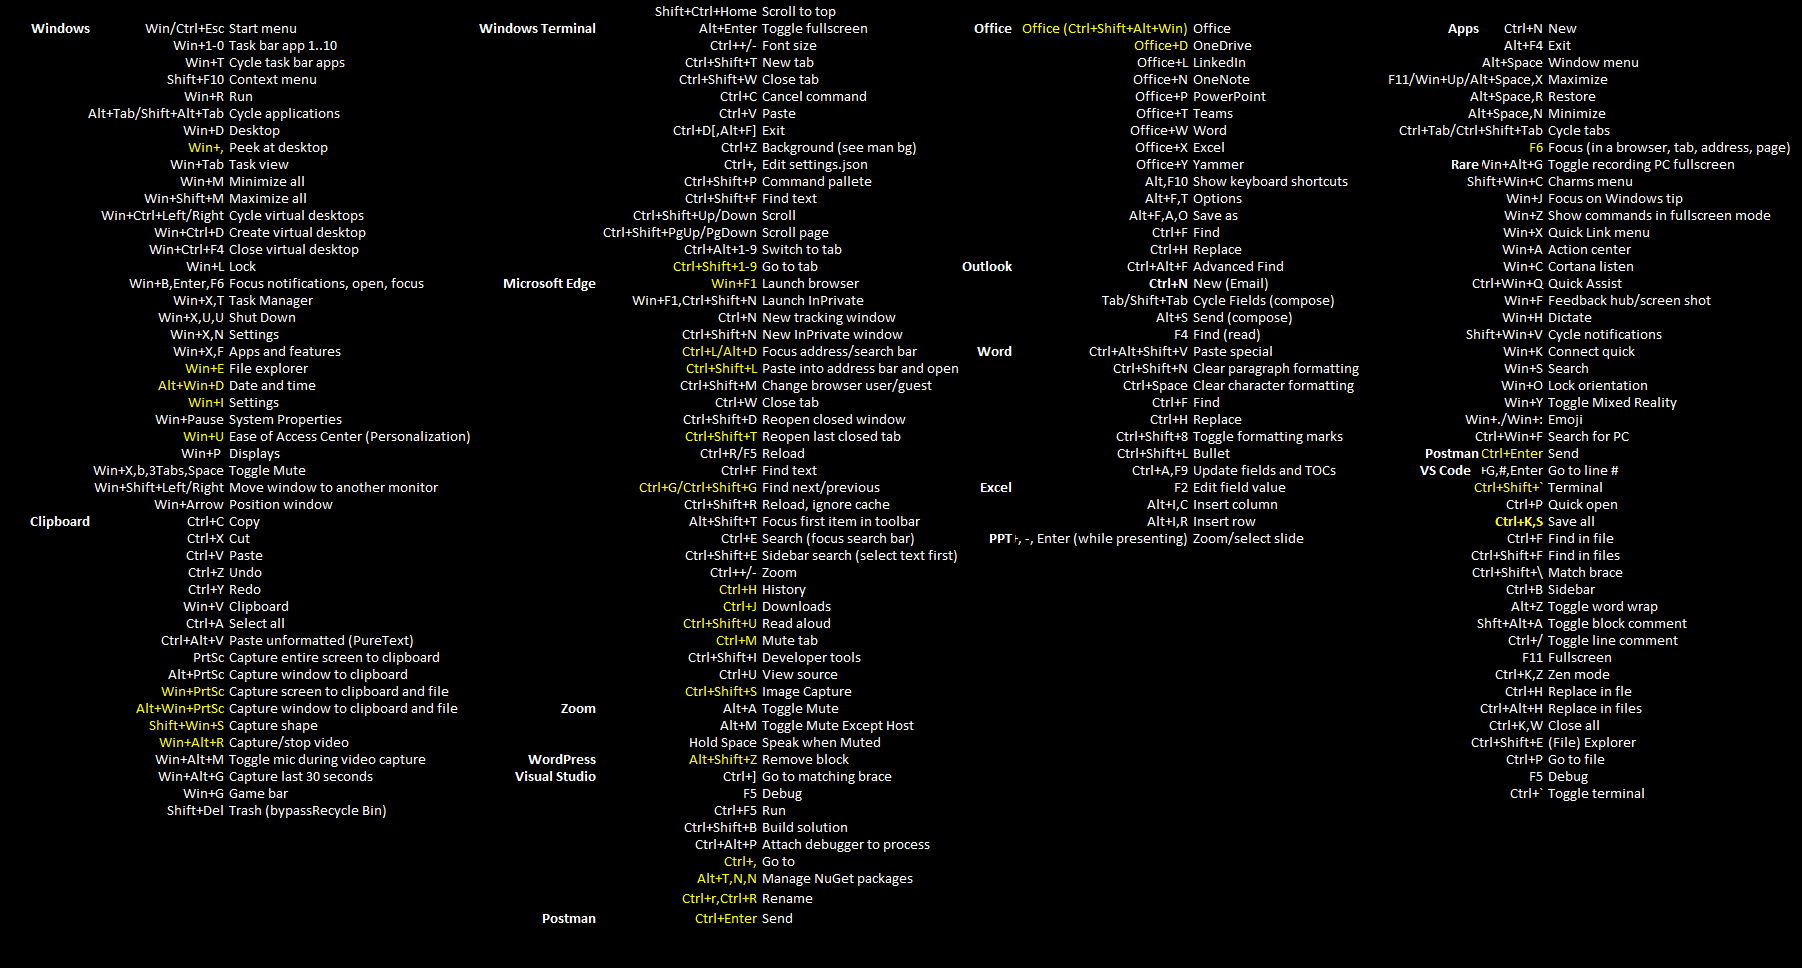 Windows Win/Ctrl+Esc Start menu
Win+1-0 Task bar app 1..10
Win+T Cycle task bar apps
Shift+F10 Context menu
Win+R Run
Alt+Tab/Shift+Alt+Tab Cycle applications
Win+D Desktop
Win+, Peek at desktop
Win+Tab Task view
Win+M Minimize all
Win+Shift+M Maximize all
Win+Ctrl+Left/Right Cycle virtual desktops
Win+Ctrl+D Create virtual desktop
Win+Ctrl+F4 Close virtual desktop
Win+L Lock
Win+B,Enter,F6 Focus notifications, open, focus
Win+X,T Task Manager
Win+X,U,U Shut Down
Win+X,N Settings
Win+X,F Apps and features
Win+E File explorer
Alt+Win+D Date and time
Win+I Settings
Win+Pause System Properties
Win+U Ease of Access Center (Personalization)
Win+P Displays
Win+X,b,3Tabs,Space Toggle Mute
Win+Shift+Left/Right Move window to another monitor
Win+Arrow Position window
Clipboard Ctrl+C Copy
Ctrl+X Cut
Ctrl+V Paste
Ctrl+Z Undo
Ctrl+Y Redo
Win+V Clipboard
Ctrl+A Select all
Ctrl+Alt+V Paste unformatted (PureText)
PrtSc Capture entire screen to clipboard
Alt+PrtSc Capture window to clipboard
Win+PrtSc Capture screen to clipboard and file
Alt+Win+PrtSc Capture window to clipboard and file
Shift+Win+S Capture shape
Win+Alt+R Capture/stop video
Win+Alt+M Toggle mic during video capture
Win+Alt+G Capture last 30 seconds
Win+G Game bar
Shift+Del Trash (bypassRecycle Bin)
Shift+Ctrl+Home Scroll to top
Windows Terminal Alt+Enter Toggle fullscreen
Ctrl++/- Font size
Ctrl+Shift+T New tab
Ctrl+Shift+W Close tab
Ctrl+C Cancel command
Ctrl+V Paste
Ctrl+D[,Alt+F] Exit
Ctrl+Z Background (see man bg)
Ctrl+, Edit settings.json
Ctrl+Shift+P Command pallete
Ctrl+Shift+F Find text
Ctrl+Shift+Up/Down Scroll
Ctrl+Shift+PgUp/PgDown Scroll page
Ctrl+Alt+1-9 Switch to tab
Ctrl+Shift+1-9 Go to tab
Microsoft Edge Win+F1 Launch browser
Win+F1,Ctrl+Shift+N Launch InPrivate
Ctrl+N New tracking window
Ctrl+Shift+N New InPrivate window
Ctrl+L/Alt+D Focus address/search bar
Ctrl+Shift+L Paste into address bar and open
Ctrl+Shift+M Change browser user/guest
Ctrl+W Close tab
Ctrl+Shift+D Reopen closed window
Ctrl+Shift+T Reopen last closed tab
Ctrl+R/F5 Reload
Ctrl+F Find text
Ctrl+G/Ctrl+Shift+G Find next/previous
Ctrl+Shift+R Reload, ignore cache
Alt+Shift+T Focus first item in toolbar
Ctrl+E Search (focus search bar)
Ctrl+Shift+E Sidebar search (select text first)
Ctrl++/- Zoom
Ctrl+H History
Ctrl+J Downloads
Ctrl+Shift+U Read aloud
Ctrl+M Mute tab
Ctrl+Shift+I Developer tools
Ctrl+U View source
Ctrl+Shift+S Image Capture
Zoom Alt+A Toggle Mute
Alt+M Toggle Mute Except Host
Hold Space Speak when Muted
WordPress Alt+Shift+Z Remove block
Visual Studio Ctrl+] Go to matching brace
F5 Debug
Ctrl+F5 Run
Ctrl+Shift+B Build solution
Ctrl+Alt+P Attach debugger to process
Ctrl+, Go to
Alt+T,N,N Manage NuGet packages
Ctrl+r,Ctrl+R Rename
Postman Ctrl+Enter Send
Office Office (Ctrl+Shift+Alt+Win) Office
Office+D OneDrive
Office+L LinkedIn
Office+N OneNote
Office+P PowerPoint
Office+T Teams
Office+W Word
Office+X Excel
Office+Y Yammer
Alt,F10 Show keyboard shortcuts
Alt+F,T Options
Alt+F,A,O Save as
Ctrl+F Find
Ctrl+H Replace
Outlook Ctrl+Alt+F Advanced Find
Ctrl+N New (Email)
Tab/Shift+Tab Cycle Fields (compose)
Alt+S Send (compose)
F4 Find (read)
Word Ctrl+Alt+Shift+V Paste special
Ctrl+Shift+N Clear paragraph formatting
Ctrl+Space Clear character formatting
Ctrl+F Find
Ctrl+H Replace
Ctrl+Shift+8 Toggle formatting marks
Ctrl+Shift+L Bullet
Ctrl+A,F9 Update fields and TOCs
Excel F2 Edit field value
Alt+I,C Insert column
Alt+I,R Insert row
PPT +, -, Enter (while presenting) Zoom/select slide
Apps Ctrl+N New
Alt+F4 Exit
Alt+Space Window menu
F11/Win+Up/Alt+Space,X Maximize
Alt+Space,R Restore
Alt+Space,N Minimize
Ctrl+Tab/Ctrl+Shift+Tab Cycle tabs
F6 Focus (in a browser, tab, address, page)
Rare Win+Alt+G Toggle recording PC fullscreen
Shift+Win+C Charms menu
Win+J Focus on Windows tip
Win+Z Show commands in fullscreen mode
Win+X Quick Link menu
Win+A Action center
Win+C Cortana listen
Ctrl+Win+Q Quick Assist
Win+F Feedback hub/screen shot
Win+H Dictate
Shift+Win+V Cycle notifications
Win+K Connect quick
Win+S Search
Win+O Lock orientation
Win+Y Toggle Mixed Reality
Win+./Win+: Emoji
Ctrl+Win+F Search for PC
Postman Ctrl+Enter Send
VS Code +G,#,Enter Go to line #
Ctrl+Shift+` Terminal
Ctrl+P Quick open
Ctrl+K,S Save all
Ctrl+F Find in file
Ctrl+Shift+F Find in files
Ctrl+Shift+\ Match brace
Ctrl+B Sidebar
Alt+Z Toggle word wrap
Shft+Alt+A Toggle block comment
Ctrl+/ Toggle line comment
F11 Fullscreen
Ctrl+K,Z Zen mode
Ctrl+H Replace in fle
Ctrl+Alt+H Replace in files
Ctrl+K,W Close all
Ctrl+Shift+E (File) Explorer
Ctrl+P Go to file
F5 Debug
Ctrl+` Toggle terminal